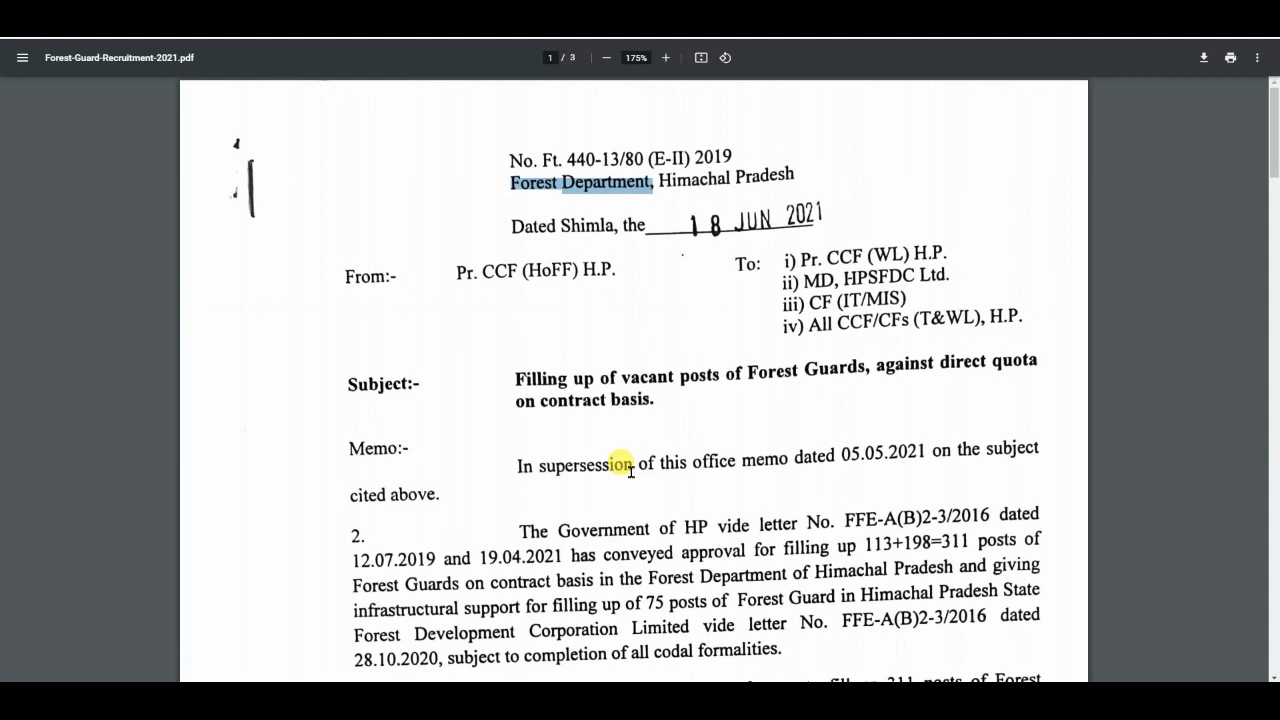 Forest-Guard-Recruitment-2021.pdf
1 / 3
175%
No. Ft. 440-13/80 (E-II) 2019
Forest Department, Himachal Pradesh
Dated Shimla, the 18 JUN 2021
From:- Pr. CCF (HoFF) H.P. To: i) Pr. CCF (WL) H.P.
ii) MD, HPSFDC Ltd.
iii) CF (IT/MIS)
iv) All CCF/CFs (T&WL), H.P.
Subject:- Filling up of vacant posts of Forest Guards, against direct quota
on contract basis.
Memo:-
In supersession of this office memo dated 05.05.2021 on the subject
cited above.
2. The Government of HP vide letter No. FFE-A(B)2-3/2016 dated
12.07.2019 and 19.04.2021 has conveyed approval for filling up 113+198=311 posts of
Forest Guards on contract basis in the Forest Department of Himachal Pradesh and giving
infrastructural support for filling up of 75 posts of Forest Guard in Himachal Pradesh State
Forest Development Corporation Limited vide letter No. FFE-A(B)2-3/2016 dated
28.10.2020, subject to completion of all codal formalities.
311 posts of Forest